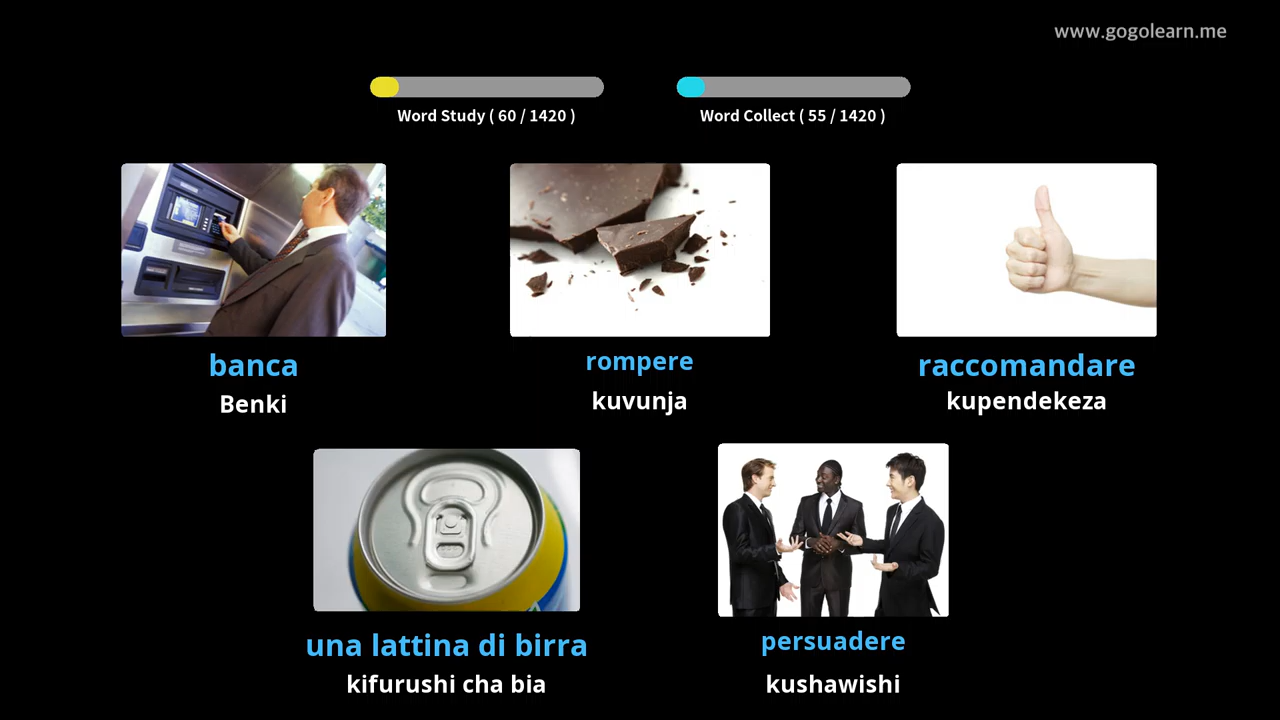 www.gogolearn.me
Word Study ( 60 / 1420 )
Word Collect ( 55 / 1420 )
banca
Benki
rompere
kuvunja
raccomandare
kupendekeza
una lattina di birra
kifurushi cha bia
persuadere
kushawishi